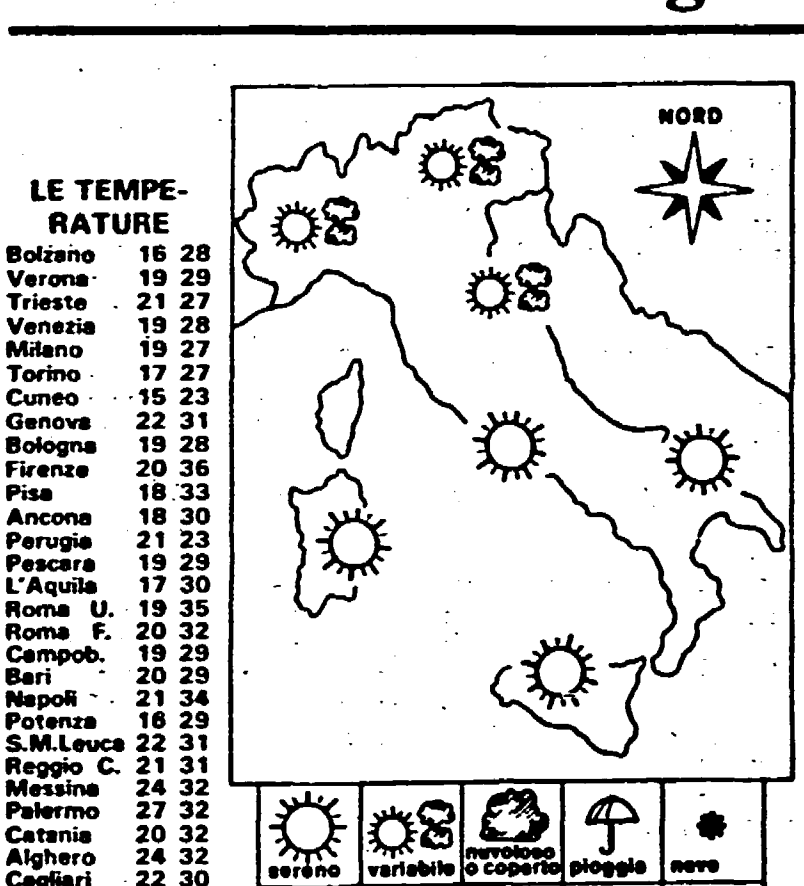 LE TEMPE-
RATURE
Bolzano 16 28
Verona 19 29
Trieste 21 27
Venezia 19 28
Milano 19 27
Torino 17 27
Cuneo 15 23
Genova 22 31
Bologna 19 28
Firenze 20 36
Pisa 18 33
Ancona 18 30
Perugia 21 23
Pescara 19 29
L'Aquila 17 30
Roma U. 19 35
Roma F. 20 32
Campob. 19 29
Bari 20 29
Napoli 21 34
Potenza 16 29
S.M.Leuca 22 31
Reggio C. 21 31
Messina 24 32
Palermo 27 32
Catania 20 32
Alghero 24 32
Cagliari 22 30
NORD
sereno
variabile
nuvoloso
o coperto
pioggia
neve